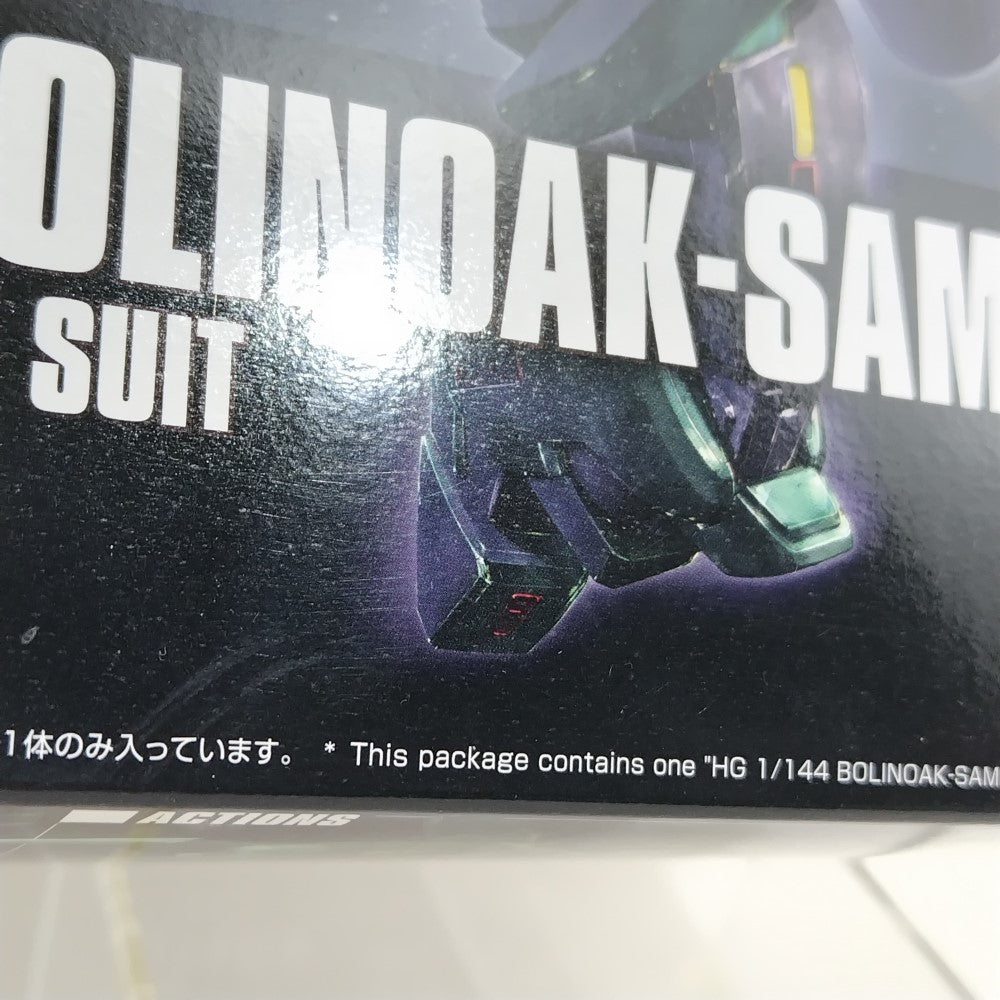 OLINOAK-SAM
SUIT
1体のみ入っています。 * This package contains one "HG 1/144 BOLINOAK-SAM
ACTIONS